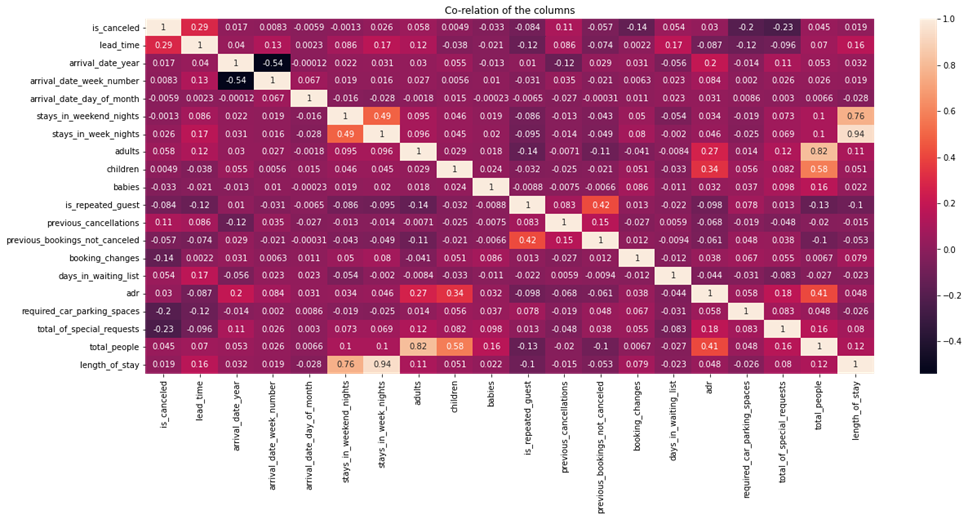 Co-relation of the columns
is_canceled 1 0.29 0.017 0.0083 -0.0059 -0.0013 0.026 0.058 0.0049 -0.033 -0.084 0.11 -0.057 -0.14 0.054 0.03 -0.2 -0.23 0.045 0.019
lead_time 0.29 1 0.04 0.13 0.0023 0.086 0.17 0.12 -0.038 -0.021 -0.12 0.086 -0.074 0.0022 0.17 -0.087 -0.12 -0.096 0.07 0.16
arrival_date_year 0.017 0.04 1 -0.54 -0.00012 0.022 0.031 0.03 0.055 -0.013 0.01 -0.12 0.029 0.031 -0.056 0.2 -0.014 0.11 0.053 0.032
arrival_date_week_number 0.0083 0.13 -0.54 1 0.067 0.019 0.016 0.027 0.0056 0.01 -0.031 0.035 -0.021 0.0063 0.023 0.084 0.002 0.026 0.026 0.019
arrival_date_day_of_month -0.0059 0.0023 -0.00012 0.067 1 -0.016 -0.028 -0.0018 0.015 -0.00023 -0.0065 -0.027 -0.00031 0.011 0.023 0.031 0.0086 0.003 0.0066 -0.028
stays_in_weekend_nights -0.0013 0.086 0.022 0.019 -0.016 1 0.49 0.095 0.046 0.019 -0.086 -0.013 -0.043 0.05 -0.054 0.034 -0.019 0.073 0.1 0.76
stays_in_week_nights 0.026 0.17 0.031 0.016 -0.028 0.49 1 0.096 0.045 0.02 -0.095 -0.014 -0.049 0.08 -0.002 0.046 -0.025 0.069 0.1 0.94
adults 0.058 0.12 0.03 0.027 -0.0018 0.095 0.096 1 0.029 0.018 -0.14 -0.0071 -0.11 -0.041 -0.0084 0.27 0.014 0.12 0.82 0.11
children 0.0049 -0.038 0.055 0.0056 0.015 0.046 0.045 0.029 1 0.024 -0.032 -0.025 -0.021 0.051 -0.033 0.34 0.056 0.082 0.58 0.051
babies -0.033 -0.021 -0.013 0.01 -0.00023 0.019 0.02 0.018 0.024 1 -0.0088 -0.0075 -0.0066 0.086 -0.011 0.032 0.037 0.098 0.16 0.022
is_repeated_guest -0.084 -0.12 0.01 -0.031 -0.0065 -0.086 -0.095 -0.14 -0.032 -0.0088 1 0.083 0.42 0.013 -0.022 -0.098 0.078 0.013 -0.13 -0.1
previous_cancellations 0.11 0.086 -0.12 0.035 -0.027 -0.013 -0.014 -0.0071 -0.025 -0.0075 0.083 1 0.15 -0.027 0.0059 -0.068 -0.019 -0.048 -0.02 -0.015
previous_bookings_not_canceled -0.057 -0.074 0.029 -0.021 -0.00031 -0.043 -0.049 -0.11 -0.021 -0.0066 0.42 0.15 1 0.012 -0.0094 -0.061 0.048 0.038 -0.1 -0.053
booking_changes -0.14 0.0022 0.031 0.0063 0.011 0.05 0.08 -0.041 0.051 0.086 0.013 -0.027 0.012 1 -0.012 0.038 0.067 0.055 0.0067 0.079
days_in_waiting_list 0.054 0.17 -0.056 0.023 0.023 -0.054 -0.002 -0.0084 -0.033 -0.011 -0.022 0.0059 -0.0094 -0.012 1 -0.044 -0.031 -0.083 -0.027 -0.023
adr 0.03 -0.087 0.2 0.084 0.031 0.034 0.046 0.27 0.34 0.032 -0.098 -0.068 -0.061 0.038 -0.044 1 0.058 0.18 0.41 0.048
required_car_parking_spaces -0.2 -0.12 -0.014 0.002 0.0086 -0.019 -0.025 0.014 0.056 0.037 0.078 -0.019 0.048 0.067 -0.031 0.058 1 0.083 0.048 -0.026
total_of_special_requests -0.23 -0.096 0.11 0.026 0.003 0.073 0.069 0.12 0.082 0.098 0.013 -0.048 0.038 0.055 -0.083 0.18 0.083 1 0.16 0.08
total_people 0.045 0.07 0.053 0.026 0.0066 0.1 0.1 0.82 0.58 0.16 -0.13 -0.02 -0.1 0.0067 -0.027 0.41 0.048 0.16 1 0.12
length_of_stay 0.019 0.16 0.032 0.019 -0.028 0.76 0.94 0.11 0.051 0.022 -0.1 -0.015 -0.053 0.079 -0.023 0.048 -0.026 0.08 0.12 1
is_canceled
lead_time
arrival_date_year
arrival_date_week_number
arrival_date_day_of_month
stays_in_weekend_nights
stays_in_week_nights
adults
children
babies
is_repeated_guest
previous_cancellations
previous_bookings_not_canceled
booking_changes
days_in_waiting_list
adr
required_car_parking_spaces
total_of_special_requests
total_people
length_of_stay
1.0
0.8
0.6
0.4
0.2
0.0
−0.2
−0.4